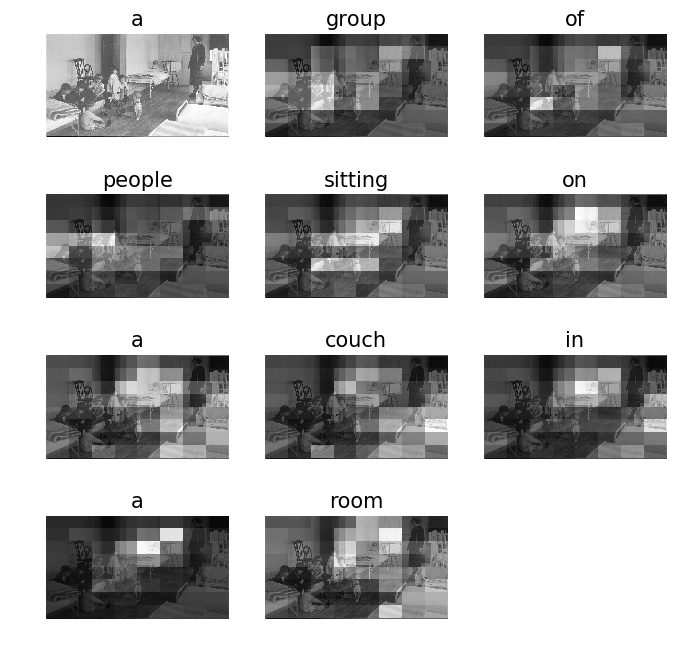 a group of
people sitting on
a couch in
a room